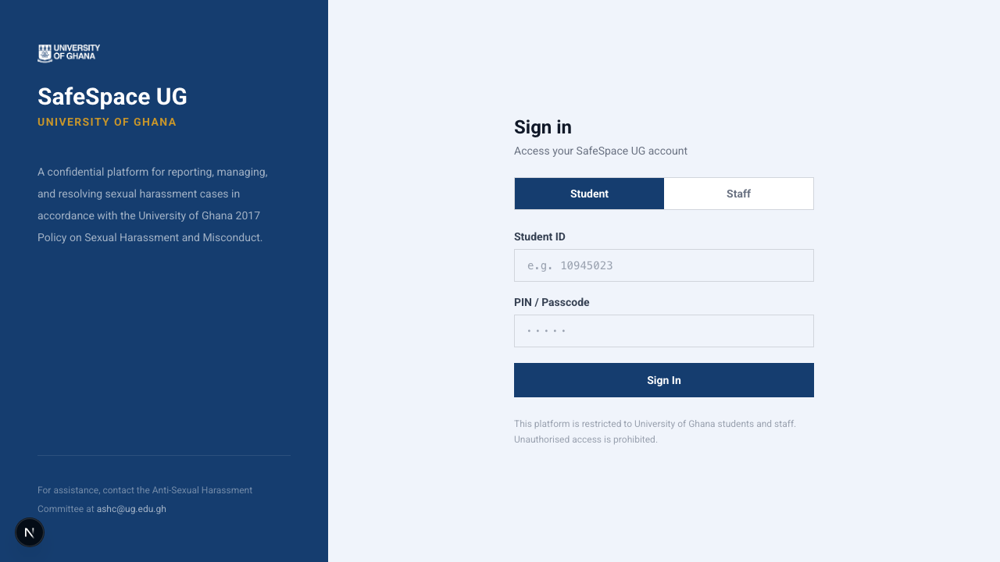 UNIVERSITY
OF GHANA
SafeSpace UG
UNIVERSITY OF GHANA
A confidential platform for reporting, managing,
and resolving sexual harassment cases in
accordance with the University of Ghana 2017
Policy on Sexual Harassment and Misconduct.
For assistance, contact the Anti-Sexual Harassment
Committee at ashc@ug.edu.gh
N
Sign in
Access your SafeSpace UG account
Student Staff
Student ID
e.g. 10945023
PIN / Passcode
•••••
Sign In
This platform is restricted to University of Ghana students and staff.
Unauthorised access is prohibited.